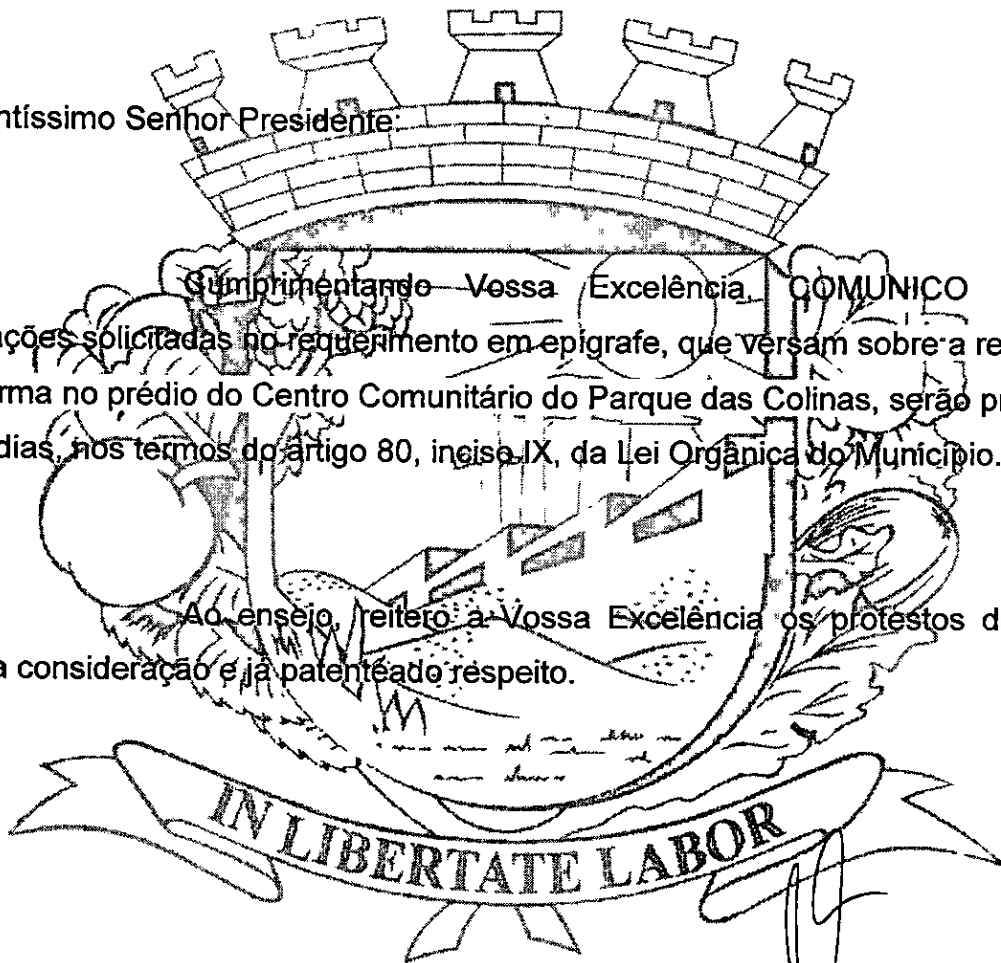 ntíssimo Senhor Presidente:
Cumprimentando Vossa Excelência, COMUNICO
ações solicitadas no requerimento em epigrafe, que versam sobre a re
rma no prédio do Centro Comunitário do Parque das Colinas, serão pr
dias, nos termos do artigo 80, inciso IX, da Lei Orgânica do Município.
Ao ensejo, reitero a Vossa Excelência os protestos d
a consideração e já patenteado respeito.
IN LIBERTATE LABOR